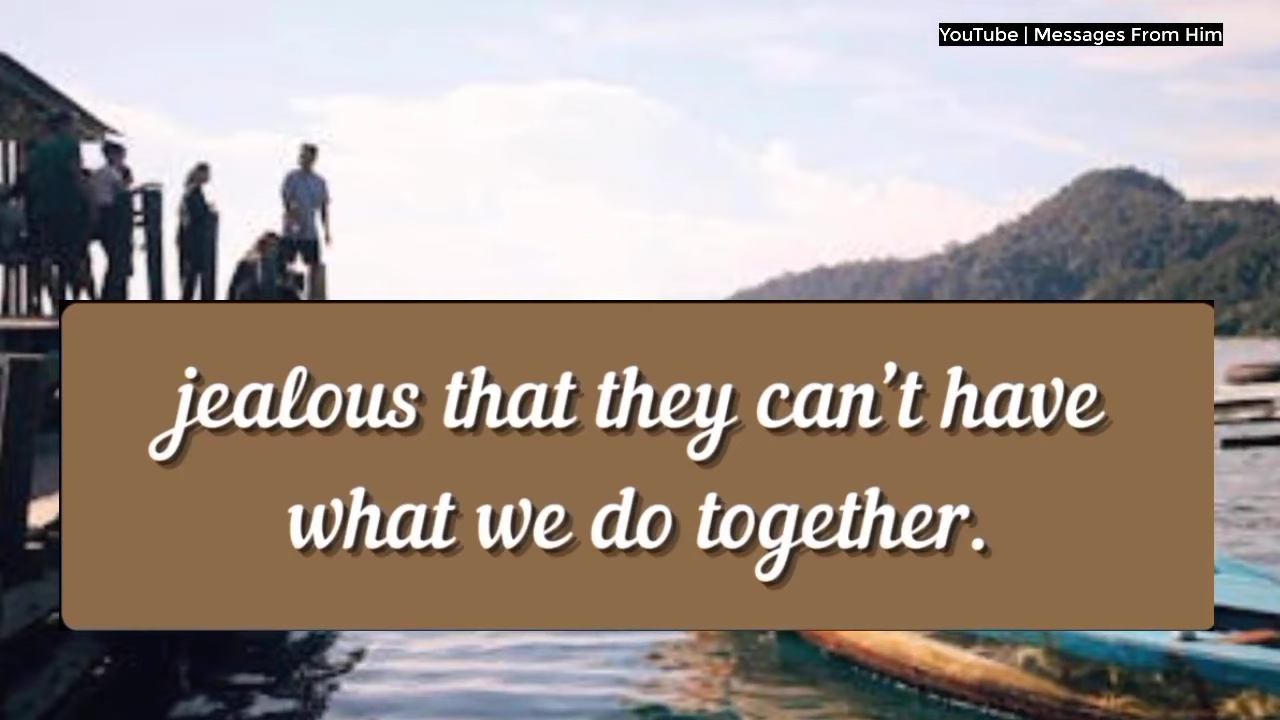 YouTube | Messages From Him
jealous that they can't have
what we do together.